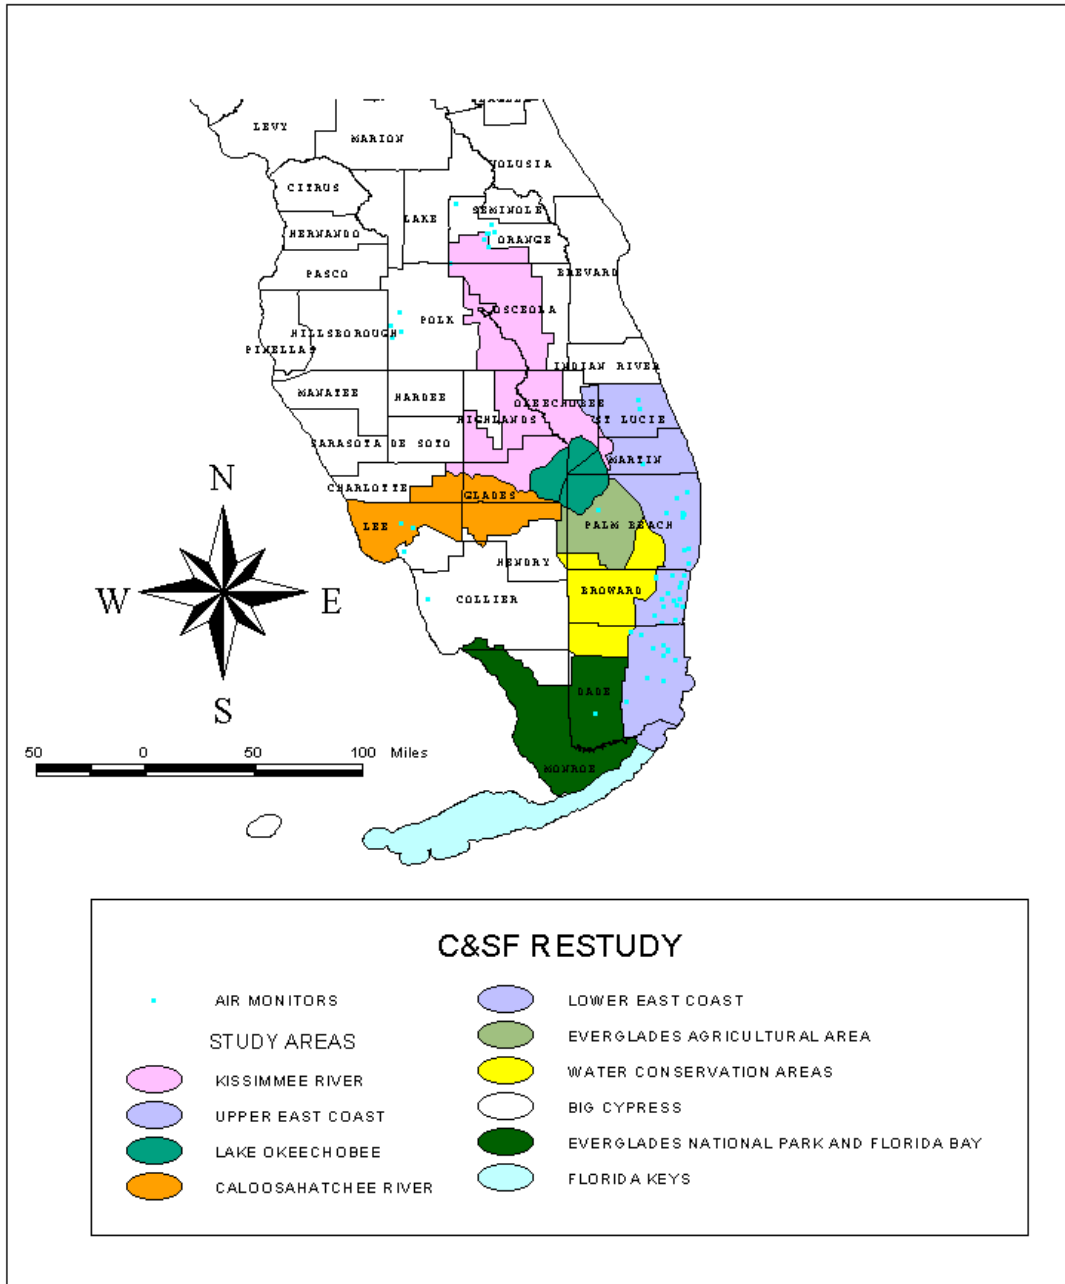 LEVY
MARION
VOLUSIA
CITRUS
LAKE
SEMINOLE
HERNANDO
ORANGE
PASCO
BREVARD
OSCEOLA
POLK
HILLSBOROUGH
PINELLA
INDIAN RIVER
MANATEE
HARDEE
OKEECHOBEE
HIGHLANDS
ST LUCIE
SARASOTA
DE SOTO
MARTIN
CHARLOTTE
GLADES
LEE
PALM BEACH
HENDRY
BROWARD
COLLIER
DADE
MONROE
N
W
E
S
50 0 50 100 Miles
C&SF RESTUDY
AIR MONITORS
STUDY AREAS
KISSIMMEE RIVER
UPPER EAST COAST
LAKE OKEECHOBEE
CALOOSAHATCHEE RIVER
LOWER EAST COAST
EVERGLADES AGRICULTURAL AREA
WATER CONSERVATION AREAS
BIG CYPRESS
EVERGLADES NATIONAL PARK AND FLORIDA BAY
FLORIDA KEYS